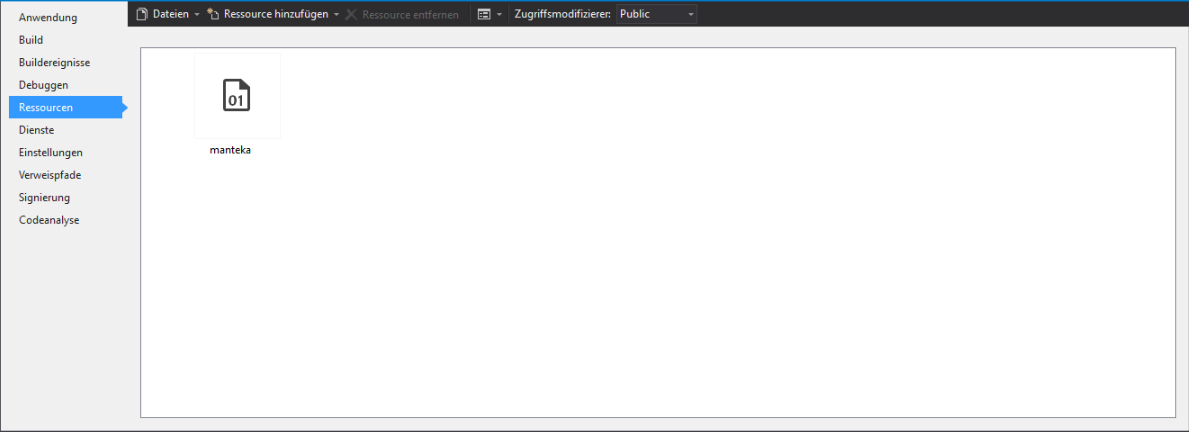 Anwendung
Build
Buildereignisse
Debuggen
Ressourcen
Dienste
Einstellungen
Verweispfade
Signierung
Codeanalyse
Dateien Ressource hinzufügen Ressource entfernen Zugriffsmodifizierer: Public
01
manteka